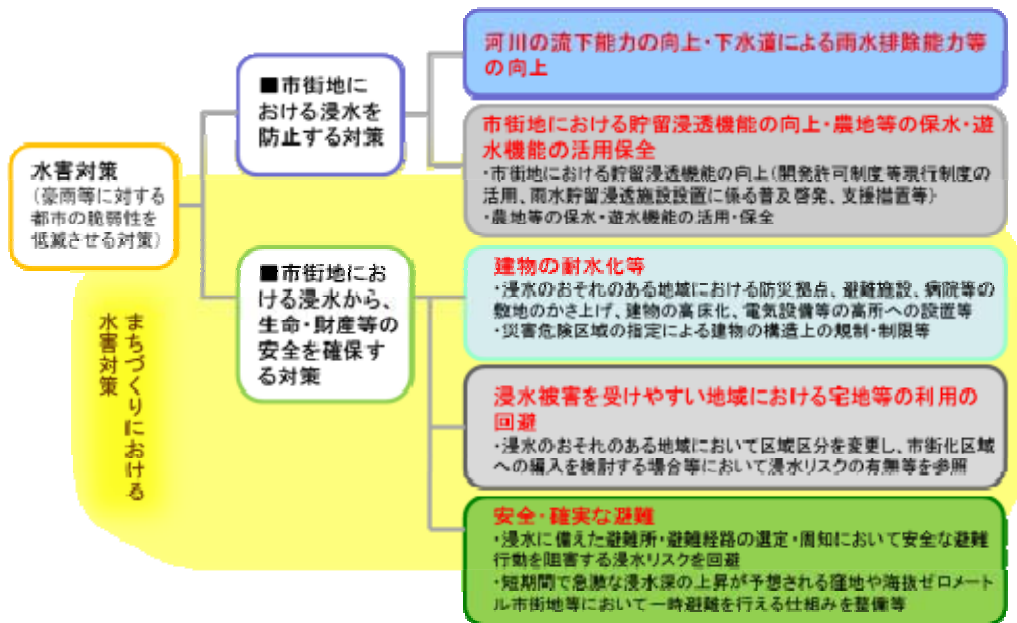 水害対策
（豪雨等に対する
都市の脆弱性を
低減させる対策）
まちづくりにおける
水害対策
■市街地に
おける浸水を
防止する対策
■市街地にお
ける浸水から、
生命・財産等の
安全を確保す
る対策
河川の流下能力の向上・下水道による雨水排除能力等
の向上
市街地における貯留浸透機能の向上・農地等の保水・遊
水機能の活用保全
・市街地における貯留浸透機能の向上（開発許可制度等現行制度の
活用、雨水貯留浸透施設設置に係る普及啓発、支援措置等）
・農地等の保水・遊水機能の活用・保全
建物の耐水化等
・浸水のおそれのある地域における防災拠点、避難施設、病院等の
敷地のかさ上げ、建物の高床化、電気設備等の高所への設置等
・災害危険区域の指定による建物の構造上の規制・制限等
浸水被害を受けやすい地域における宅地等の利用の
回避
・浸水のおそれのある地域において区域区分を変更し、市街化区域
への編入を検討する場合等において浸水リスクの有無等を参照
安全・確実な避難
・浸水に備えた避難所・避難経路の選定・周知において安全な避難
行動を阻害する浸水リスクを回避
・短期間で急激な浸水深の上昇が予想される窪地や海抜ゼロメート
ル市街地等において一時避難を行える仕組みを整備等